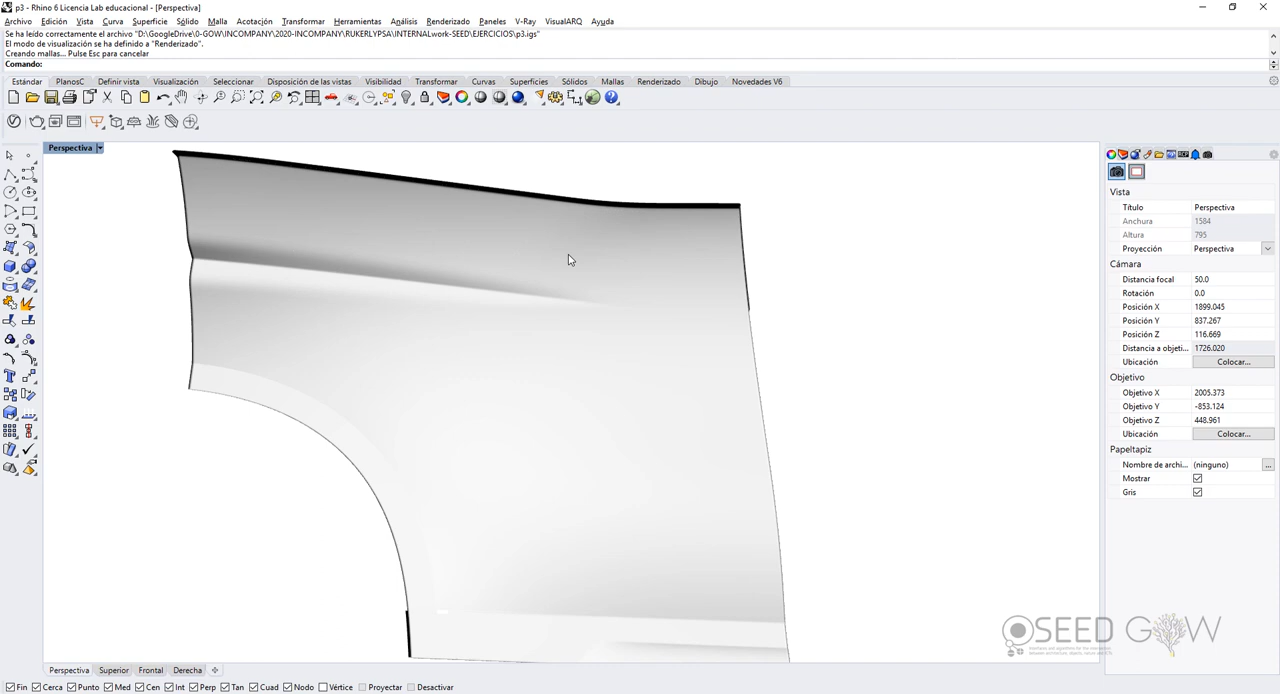 p3 - Rhino 6 Licencia Lab educacional - [Perspectiva]
Archivo Edición Vista Curva Superficie Sólido Malla Acotación Transformar Herramientas Análisis Renderizado Paneles V-Ray VisualARQ Ayuda
Se ha leído correctamente el archivo "D:\GoogleDrive\0-GOW\INCOMPANY\2020-INCOMPANY\RUKERLYPSA\INTERNALwork-SEED\EJERCICIOS\p3.igs"
El modo de visualización se ha definido a "Renderizado".
Creando mallas... Pulse Esc para cancelar
Comando:
Estándar PlanosC Definir vista Visualización Seleccionar Disposición de las vistas Visibilidad Transformar Curvas Superficies Sólidos Mallas Renderizado Dibujo Novedades V6
Perspectiva
Vista
Título Perspectiva
Anchura 1584
Altura 795
Proyección Perspectiva
Cámara
Distancia focal 50.0
Rotación 0.0
Posición X 1899.045
Posición Y 837.267
Posición Z 116.669
Distancia a objeti... 1726.020
Ubicación Colocar...
Objetivo
Objetivo X 2005.373
Objetivo Y -853.124
Objetivo Z 448.961
Ubicación Colocar...
Papeltapiz
Nombre de archi... (ninguno) ...
Mostrar
Gris
SEED GOW
Perspectiva Superior Frontal Derecha
Fin Cerca Punto Med Cen Int Perp Tan Cuad Nodo Vértice Proyectar Desactivar